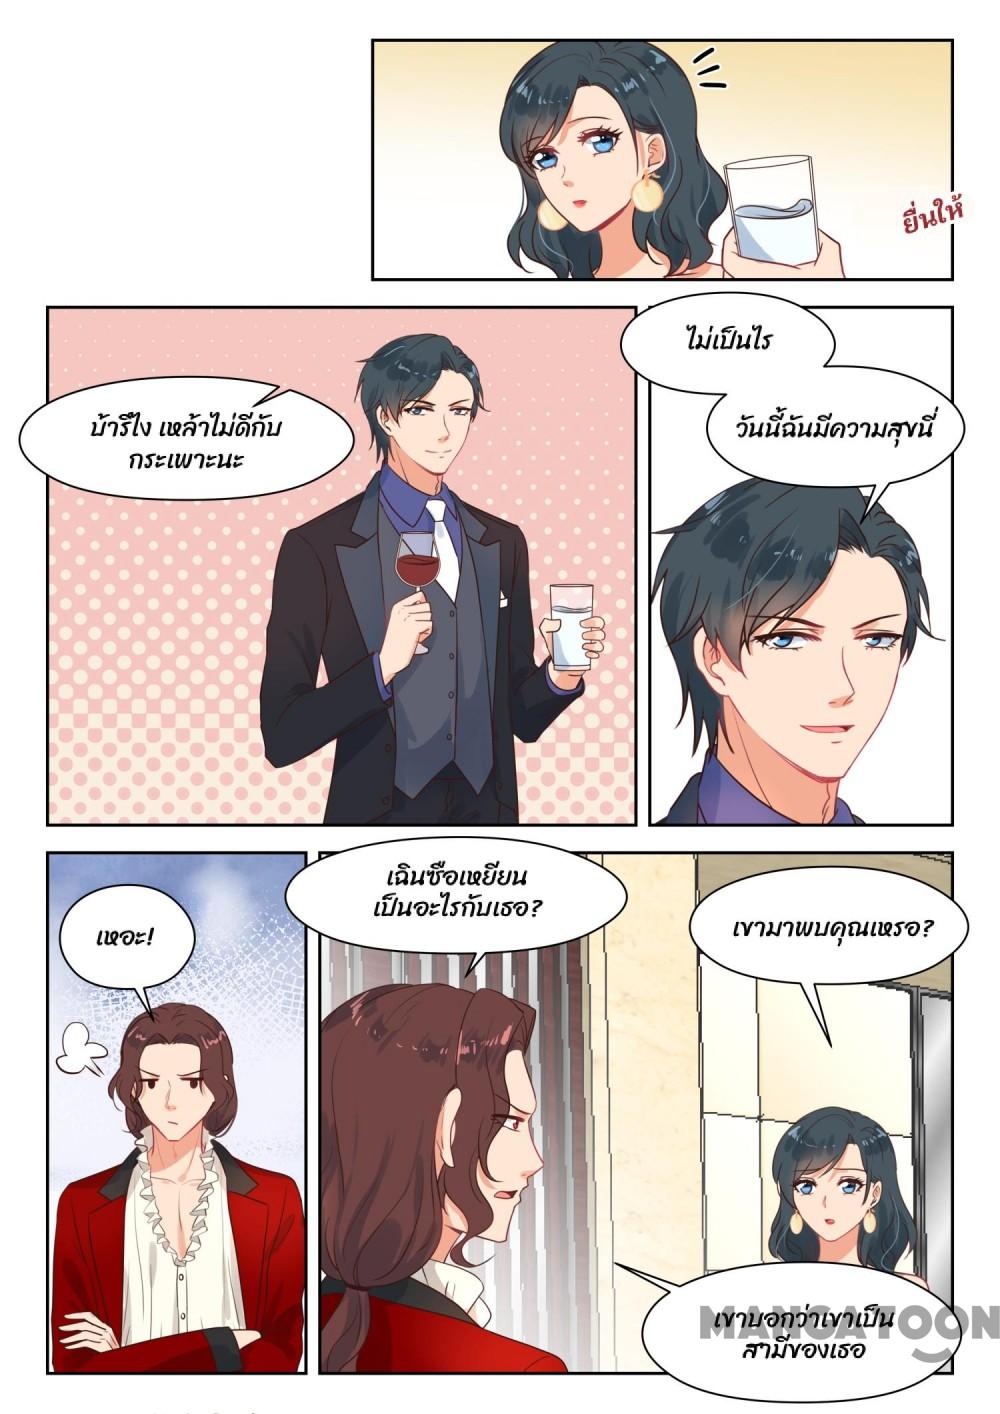 ยื่นให้
บ้ารึไง เหล้าไม่ดีกับ
กระเพาะนะ
ไม่เป็นไร
วันนี้ฉันมีความสุขนี่
เหอะ!
เฉินซือเหยียน
เป็นอะไรกับเธอ?
เขามาพบคุณเหรอ?
เขาบอกว่าเขาเป็น
สามีของเธอ
MANGATOON